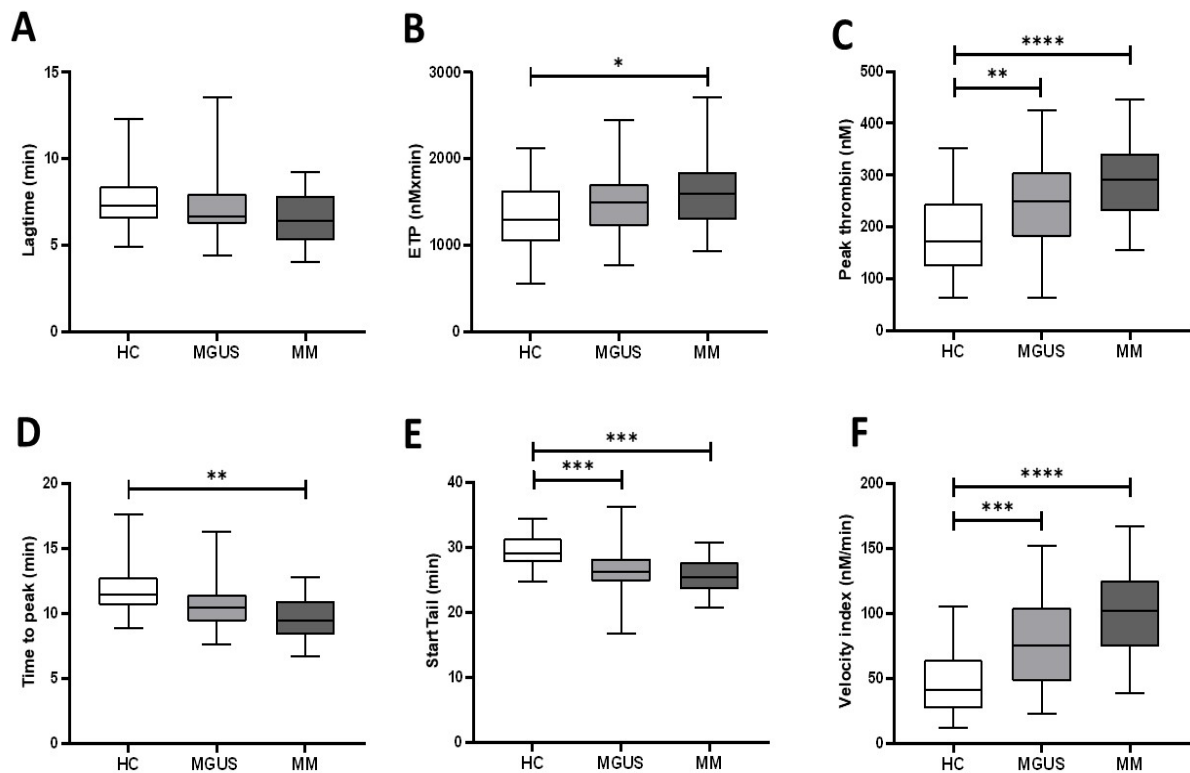 A
Lagtime (min)
15
10
5
0
HC MGUS MM
B
*
ETP (nMxmin)
3000
2000
1000
0
HC MGUS MM
C
****
**
Peak thrombin (nM)
500
400
300
200
100
0
HC MGUS MM
D
**
Time to peak (min)
20
15
10
5
0
HC MGUS MM
E
***
***
Start Tail (min)
40
30
20
10
0
HC MGUS MM
F
****
***
Velocity index (nM/min)
200
150
100
50
0
HC MGUS MM